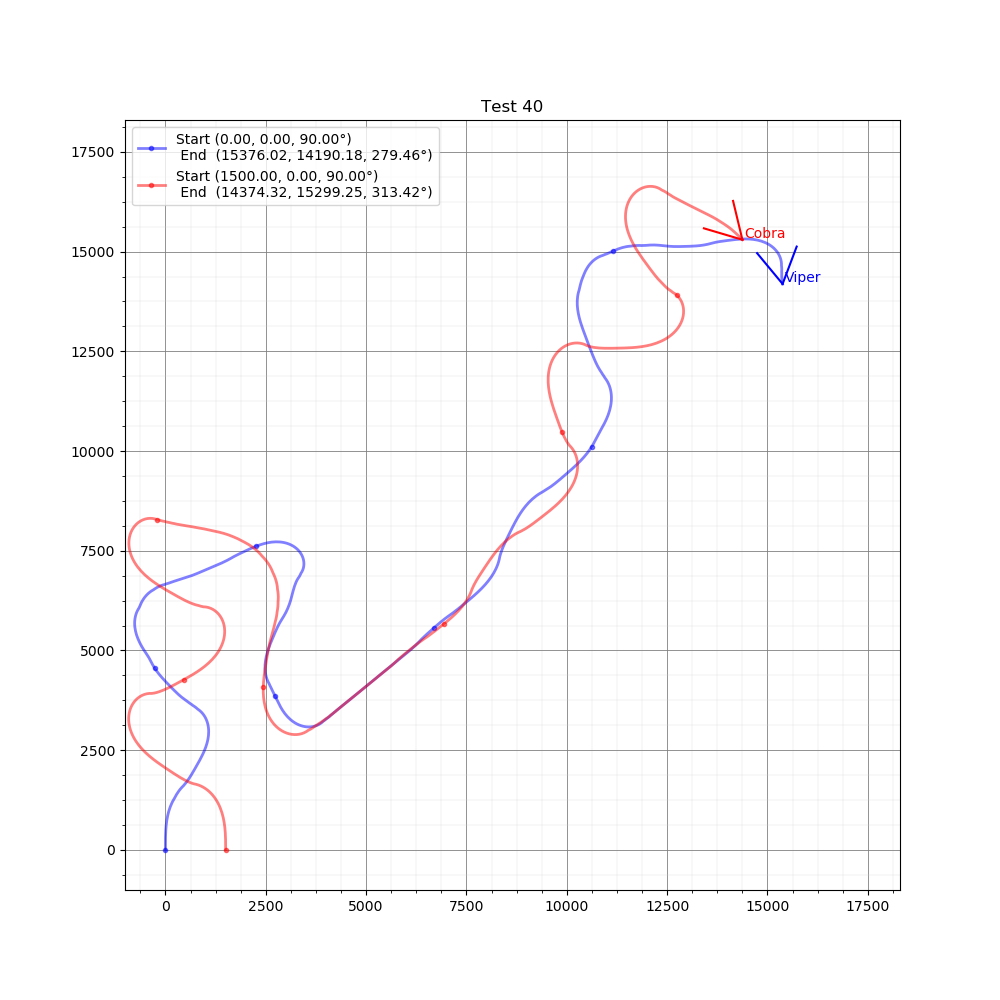 Test 40
Start (0.00, 0.00, 90.00°)
End  (15376.02, 14190.18, 279.46°)
Start (1500.00, 0.00, 90.00°)
End  (14374.32, 15299.25, 313.42°)
17500
15000
12500
10000
7500
5000
2500
0
Cobra
Viper
0 2500 5000 7500 10000 12500 15000 17500